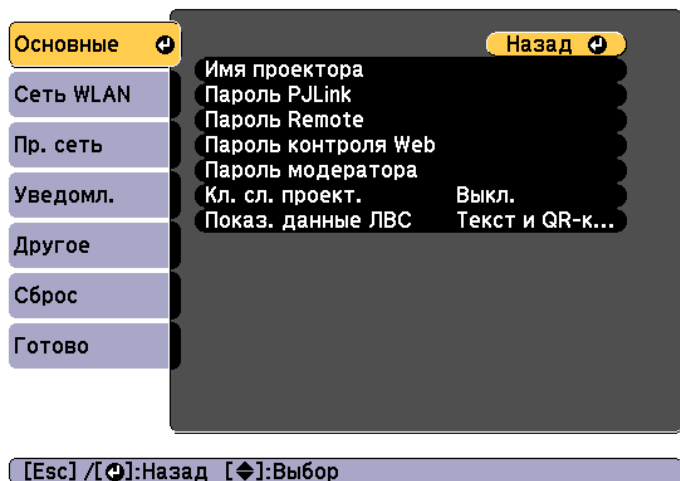 Основные
Сеть WLAN
Пр. сеть
Уведомл.
Другое
Сброс
Готово
Назад
Имя проектора
Пароль PJLink
Пароль Remote
Пароль контроля Web
Пароль модератора
Кл. сл. проект. Выкл.
Показ. данные ЛВС Текст и QR-к...
[Esc] /[ ]:Назад [ ]:Выбор